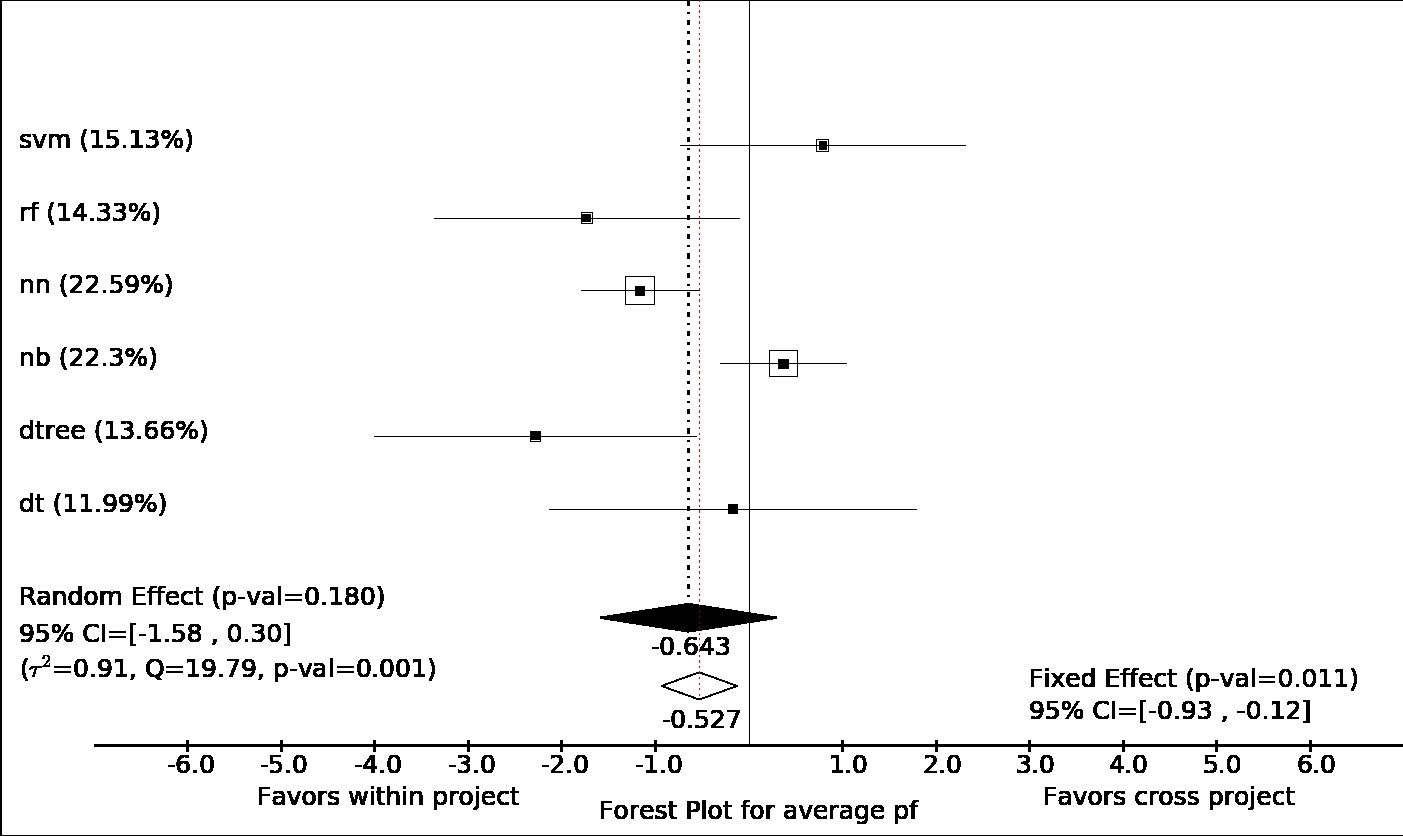 svm (15.13%)
rf (14.33%)
nn (22.59%)
nb (22.3%)
dtree (13.66%)
dt (11.99%)
Random Effect (p-val=0.180)
95% CI=[-1.58 , 0.30]
(τ²=0.91, Q=19.79, p-val=0.001)
-0.643
-0.527
Fixed Effect (p-val=0.011)
95% CI=[-0.93 , -0.12]
-6.0 -5.0 -4.0 -3.0 -2.0 -1.0 1.0 2.0 3.0 4.0 5.0 6.0
Favors within project
Forest Plot for average pf
Favors cross project